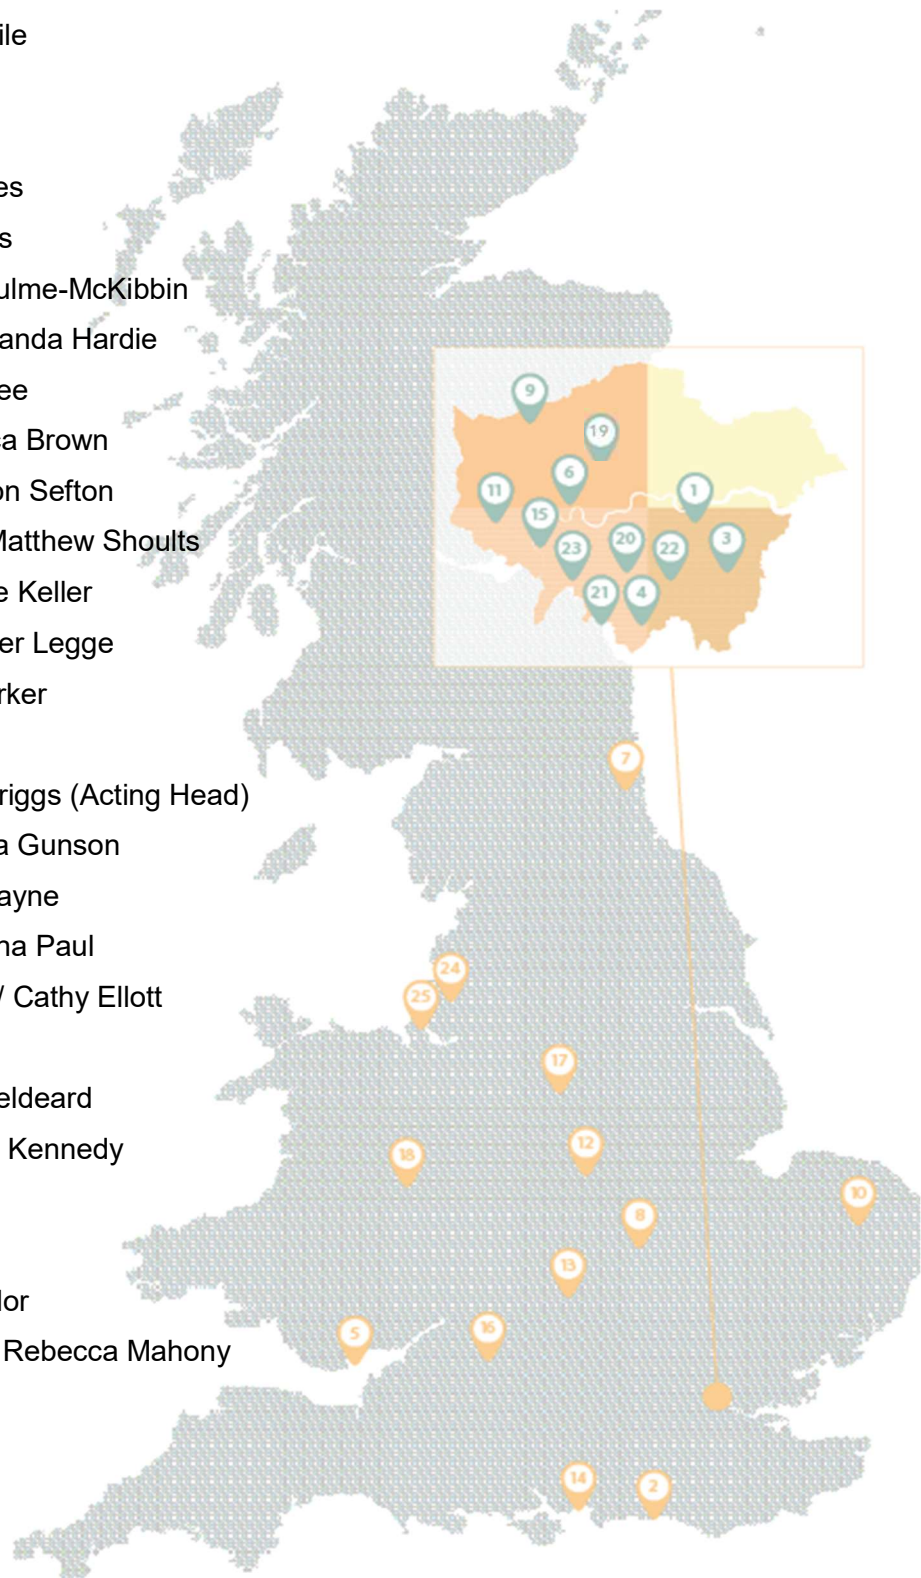 ile
es
s
ulme-McKibbin
anda Hardie
ee
ca Brown
on Sefton
Matthew Shoults
e Keller
er Legge
rker
riggs (Acting Head)
a Gunson
ayne
na Paul
/ Cathy Ellott
eldeard
Kennedy
lor
Rebecca Mahony
9
19
6
11
1
15
23
20
22
3
21
4
7
24
25
17
12
18
10
8
13
5
16
14
2